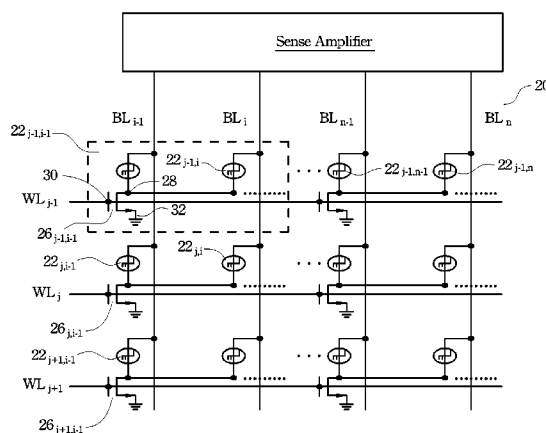 Sense Amplifier
20
BL i-1 BL i BL n-1 BL n
22 j-1,i-1
22 j-1,i 22 j-1,n-1 22 j-1,n
30 28
WL j-1
32
26 j-1,i-1
22 j,i-1 22 j,i
WL j
26 j,i-1
22 j+1,i-1
WL j+1
26 j+1,i-1